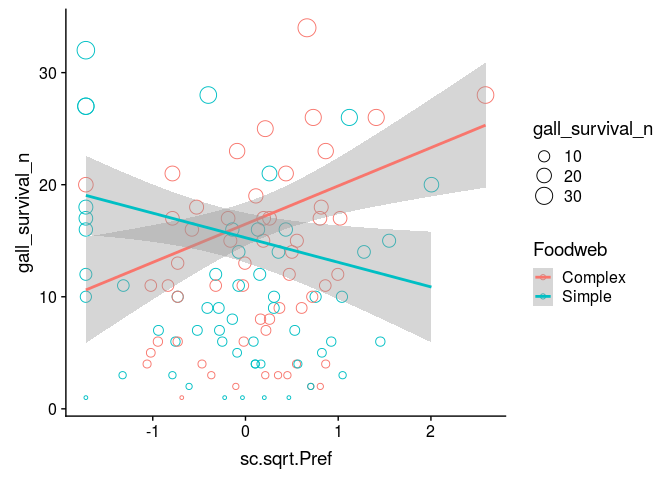 30
20
10
0
-1
0
1
2
sc.sqrt.Pref
gall_survival_n
gall_survival_n
10
20
30
Foodweb
Complex
Simple